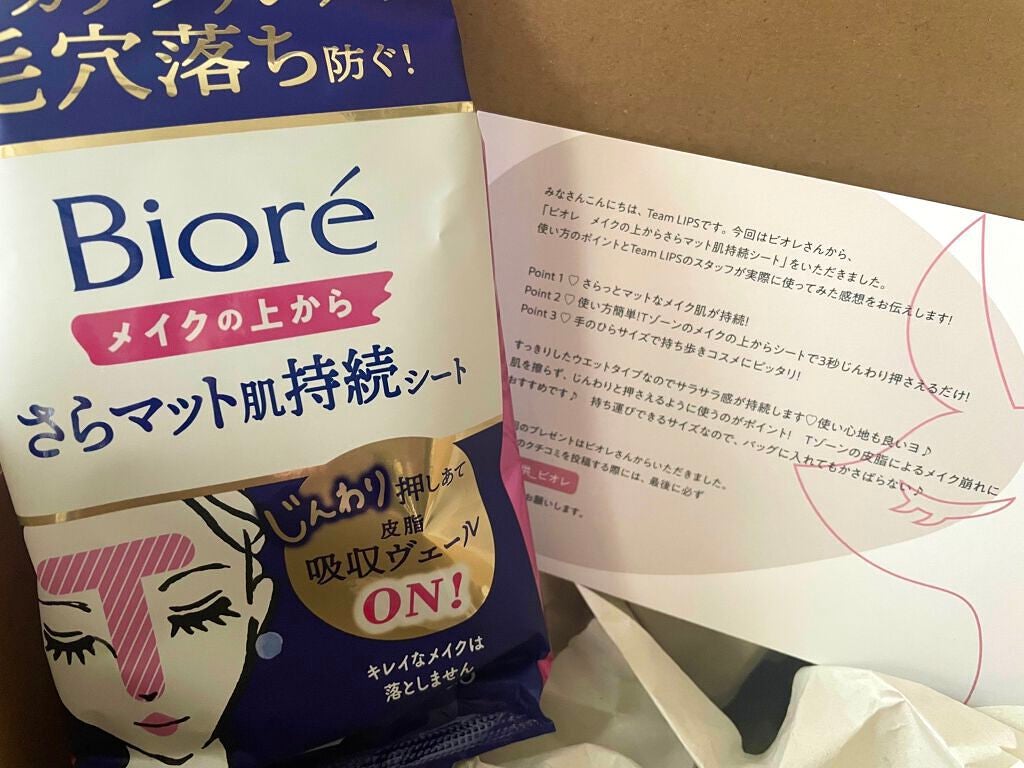 毛穴落ち防ぐ!
Bioré
メイクの上から
さらマット肌持続シート
じんわり押しあて
皮脂
吸収ヴェール
ON!
キレイなメイクは
落としません
みなさんこんにちは、Team LIPSです。今回はビオレさんから、
「ビオレ　メイクの上からさらマット肌持続シート」をいただきました。
使い方のポイントとTeam LIPSのスタッフが実際に使ってみた感想をお伝えします!
Point 1 ♡ さらっとマットなメイク肌が持続!
Point 2 ♡ 使い方簡単!Tゾーンのメイクの上からシートで3秒じんわり押さえるだけ!
Point 3 ♡ 手のひらサイズで持ち歩きコスメにピッタリ!
すっきりしたウエットタイプなのでサラサラ感が持続します♡使い心地も良いヨ♪
肌を擦らず、じんわりと押さえるように使うのがポイント!　Tゾーンの皮脂によるメイク崩れに
おすすめです♪　持ち運びできるサイズなので、バッグに入れてもかさばらない♪
のプレゼントはビオレさんからいただきました。
のクチコミを投稿する際には、最後に必ず
_ビオレ
お願いします。